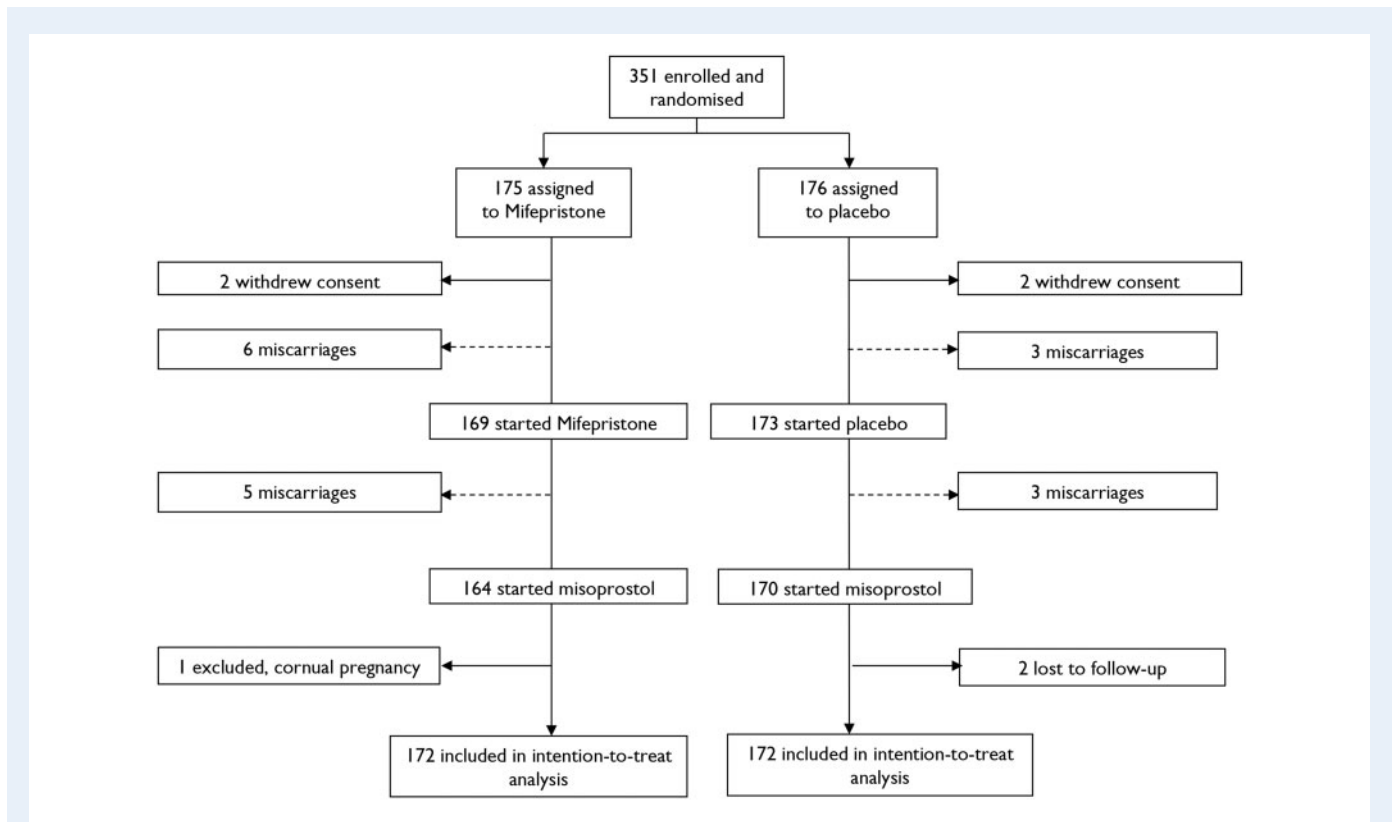 351 enrolled and
randomised
175 assigned
to Mifepristone
176 assigned
to placebo
2 withdrew consent
2 withdrew consent
6 miscarriages
3 miscarriages
169 started Mifepristone
173 started placebo
5 miscarriages
3 miscarriages
164 started misoprostol
170 started misoprostol
1 excluded, cornual pregnancy
2 lost to follow-up
172 included in intention-to-treat
analysis
172 included in intention-to-treat
analysis